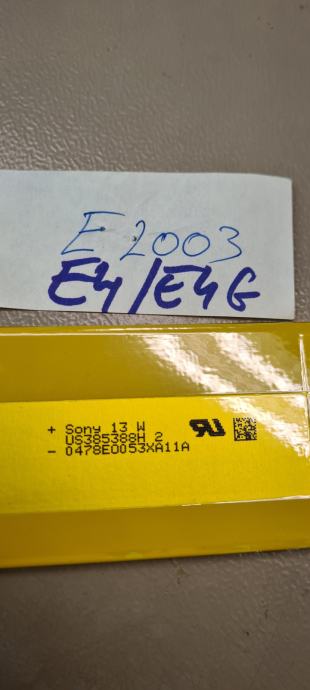 E2003
E4/E4G
+ Sony 13 W
US385388H 2
- 0478E0053XA11A